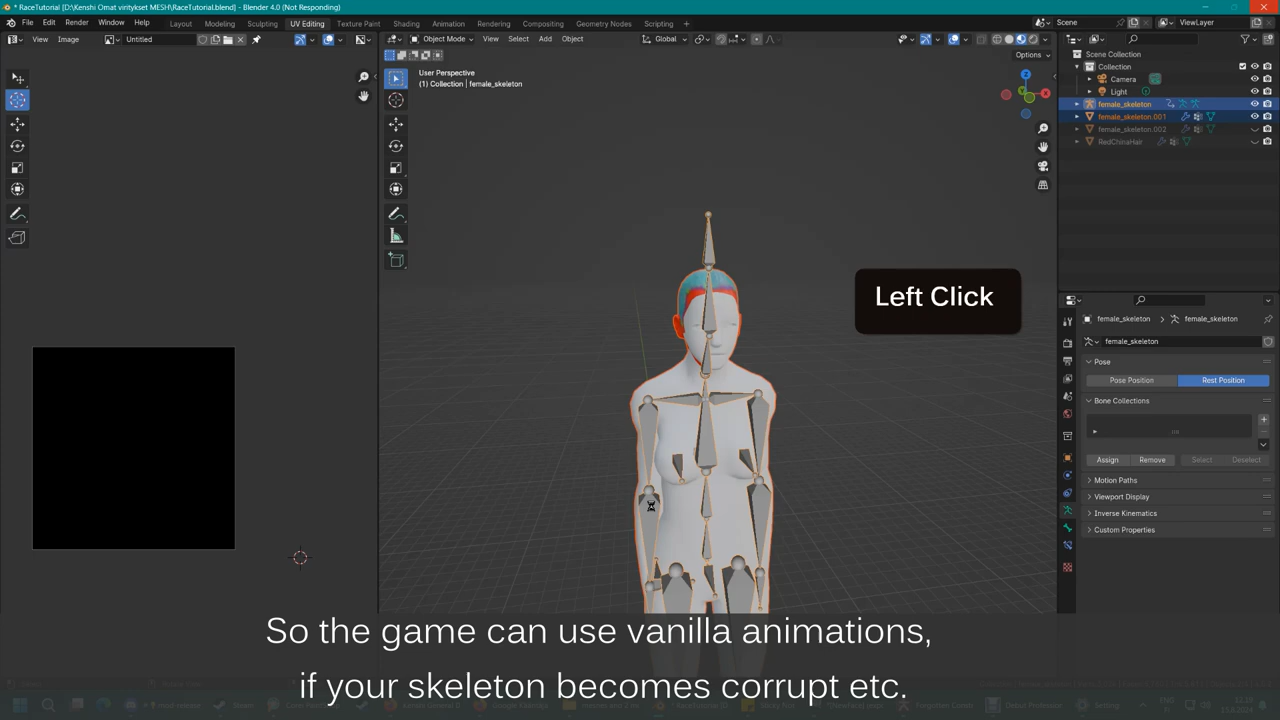 * RaceTutorial [D:\Kenshi Omat viritykset MESH\RaceTutorial.blend] - Blender 4.0 (Not Responding)
File Edit Render Window Help Layout Modeling Sculpting UV Editing Texture Paint Shading Animation Rendering Compositing Geometry Nodes Scripting + Scene ViewLayer
View Image Untitled Object Mode View Select Add Object Global
Options
User Perspective
(1) Collection | female_skeleton
Scene Collection
Collection
Camera
Light
female_skeleton
female_skeleton.001
female_skeleton.002
RedChinaHair
Left Click
female_skeleton > female_skeleton
female_skeleton
Pose
Pose Position Rest Position
Bone Collections
Assign Remove Select Deselect
Motion Paths
Viewport Display
Inverse Kinematics
Custom Properties
So the game can use vanilla animations,
if your skeleton becomes corrupt etc.